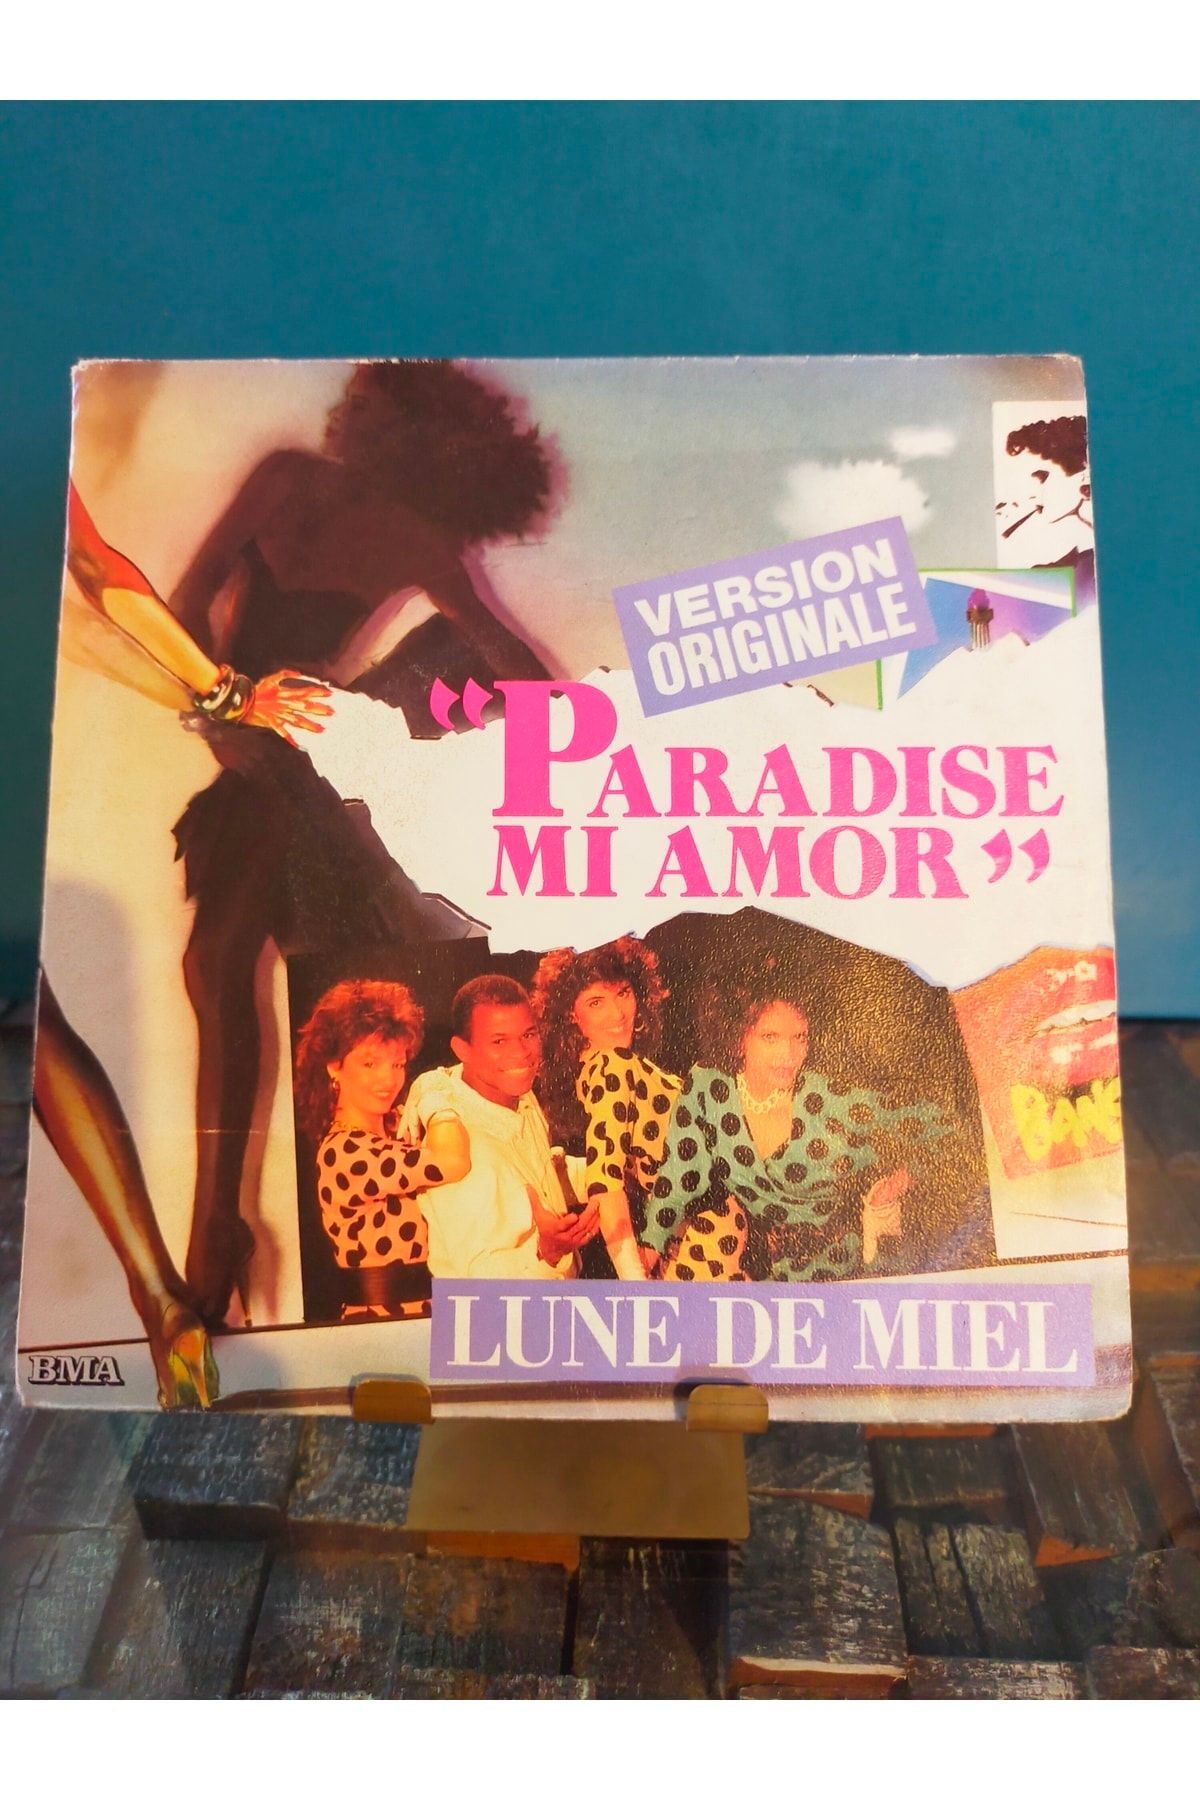 VERSION
ORIGINALE
"PARADISE
MI AMOR"
LUNE DE MIEL
BMA